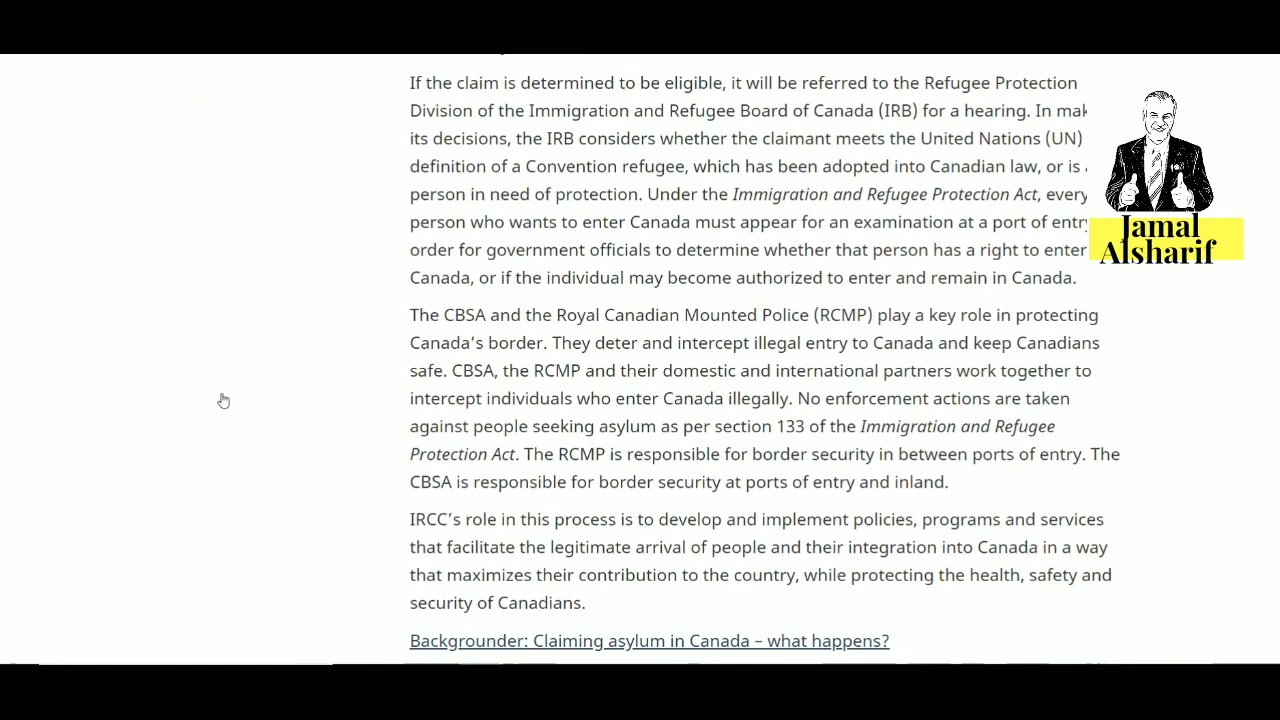 If the claim is determined to be eligible, it will be referred to the Refugee Protection
Division of the Immigration and Refugee Board of Canada (IRB) for a hearing. In
its decisions, the IRB considers whether the claimant meets the United Nations (UN)
definition of a Convention refugee, which has been adopted into Canadian law, or is
person in need of protection. Under the Immigration and Refugee Protection Act, every
person who wants to enter Canada must appear for an examination at a port of entry
order for government officials to determine whether that person has a right to enter
Canada, or if the individual may become authorized to enter and remain in Canada.
The CBSA and the Royal Canadian Mounted Police (RCMP) play a key role in protecting
Canada's border. They deter and intercept illegal entry to Canada and keep Canadians
safe. CBSA, the RCMP and their domestic and international partners work together to
intercept individuals who enter Canada illegally. No enforcement actions are taken
against people seeking asylum as per section 133 of the Immigration and Refugee
Protection Act. The RCMP is responsible for border security in between ports of entry. The
CBSA is responsible for border security at ports of entry and inland.
IRCC's role in this process is to develop and implement policies, programs and services
that facilitate the legitimate arrival of people and their integration into Canada in a way
that maximizes their contribution to the country, while protecting the health, safety and
security of Canadians.
Backgrounder: Claiming asylum in Canada – what happens?
Jamal
Alsharif